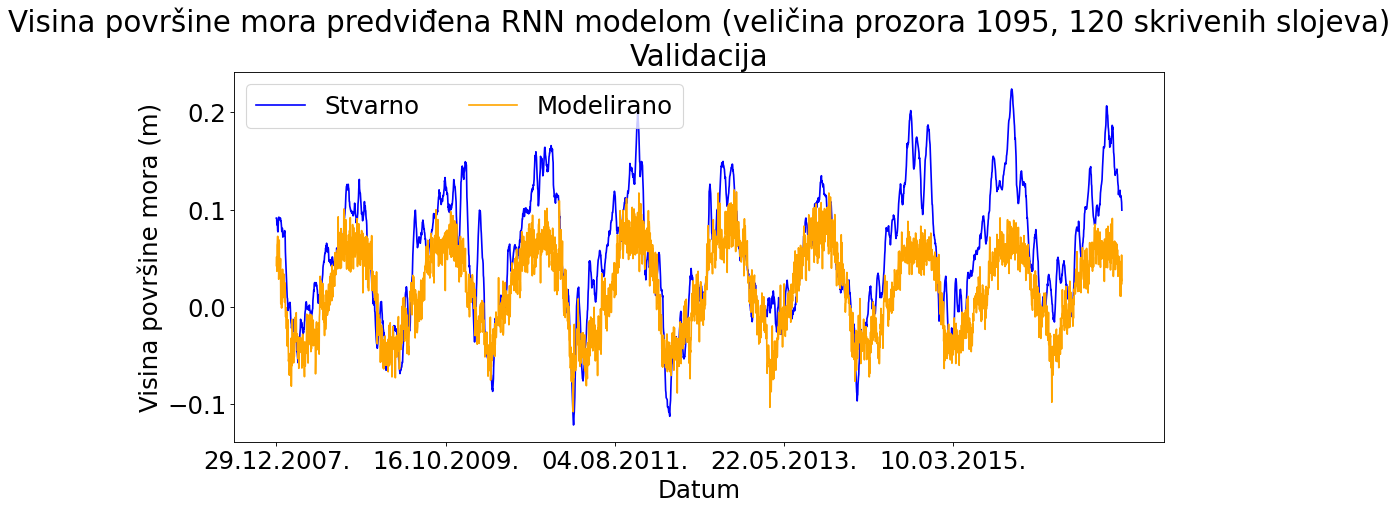 Visina površine mora predviđena RNN modelom (veličina prozora 1095, 120 skrivenih slojeva)
Validacija
Stvarno
Modelirano
Visina površine mora (m)
0.2
0.1
0.0
−0.1
29.12.2007.
16.10.2009.
04.08.2011.
22.05.2013.
10.03.2015.
Datum